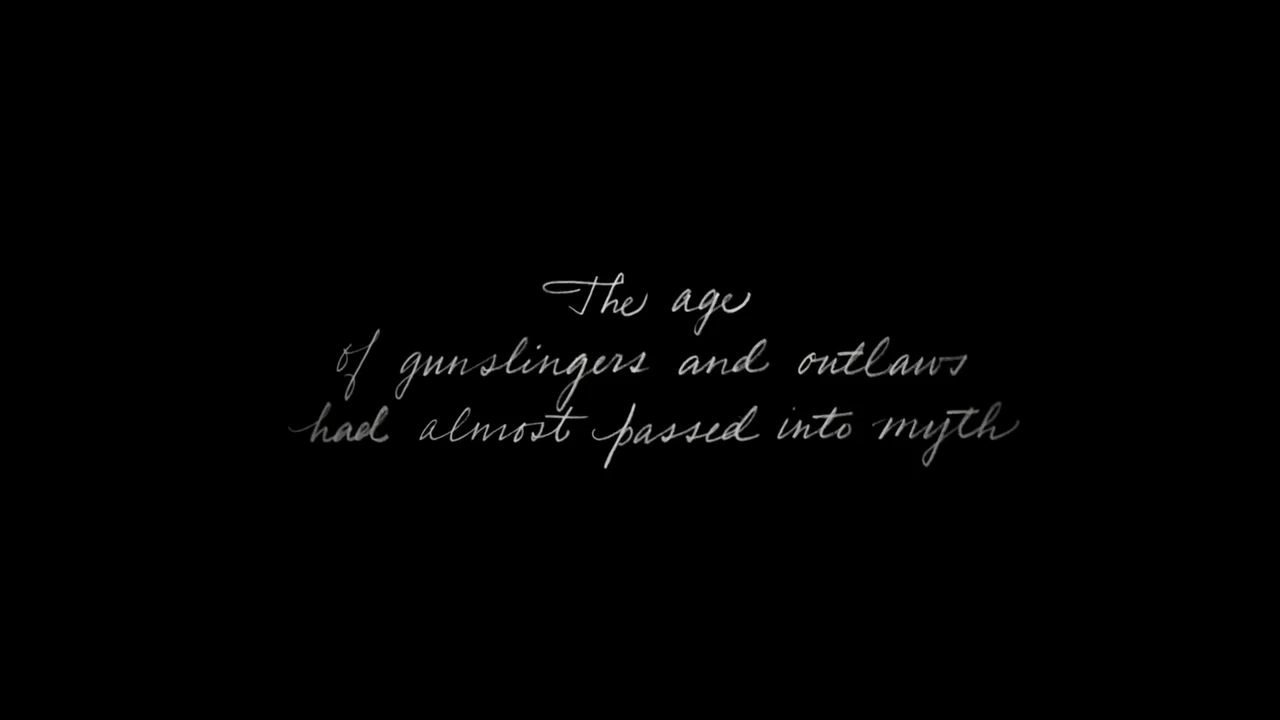 The age
of gunslingers and outlaws
had almost passed into myth